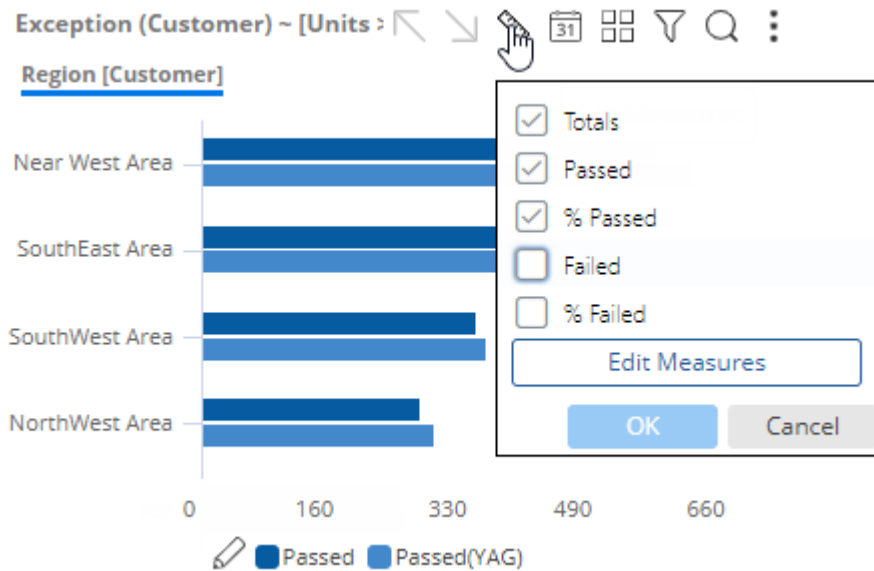 Exception (Customer) ~ [Units >
31
Region [Customer]
Totals
Near West Area
Passed
% Passed
SouthEast Area
Failed
% Failed
SouthWest Area
Edit Measures
NorthWest Area
OK Cancel
0 160 330 490 660
Passed Passed(YAG)